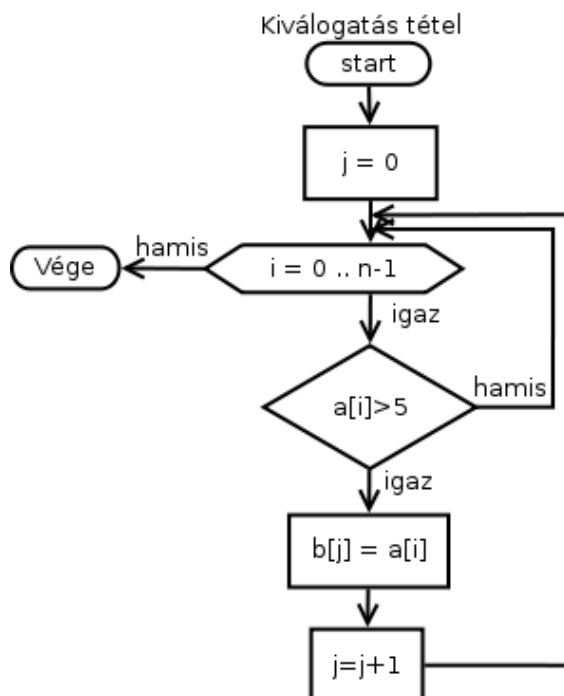 Kiválogatás tétel
start
j = 0
hamis
Vége
i = 0 .. n-1
igaz
a[i]>5
hamis
igaz
b[j] = a[i]
j=j+1